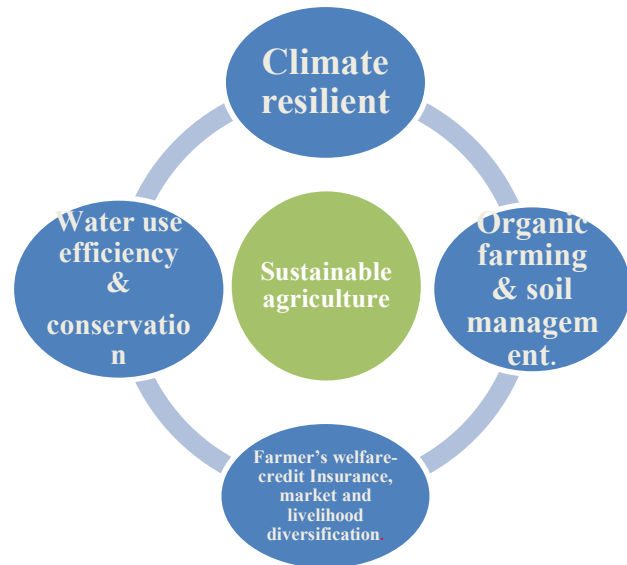 Climate
resilient
Water use
efficiency
&
conservatio
n
Sustainable
agriculture
Organic
farming
& soil
managem
ent.
Farmer's welfare-
credit Insurance,
market and
livelihood
diversification.